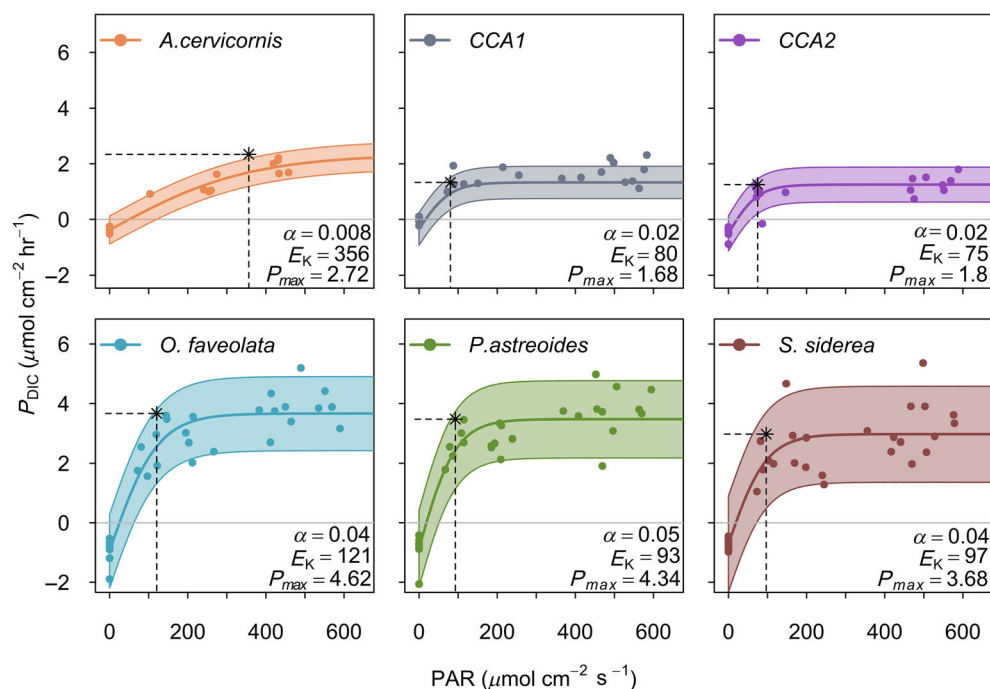 A.cervicornis
CCA1
CCA2
6
4
2
0
−2
α = 0.008
E_K = 356
P_max = 2.72
α = 0.02
E_K = 80
P_max = 1.68
α = 0.02
E_K = 75
P_max = 1.8
P_DIC (μmol cm⁻² hr⁻¹)
O. faveolata
P.astreoides
S. siderea
6
4
2
0
−2
α = 0.04
E_K = 121
P_max = 4.62
α = 0.05
E_K = 93
P_max = 4.34
α = 0.04
E_K = 97
P_max = 3.68
0 200 400 600
0 200 400 600
0 200 400 600
PAR (μmol cm⁻² s⁻¹)